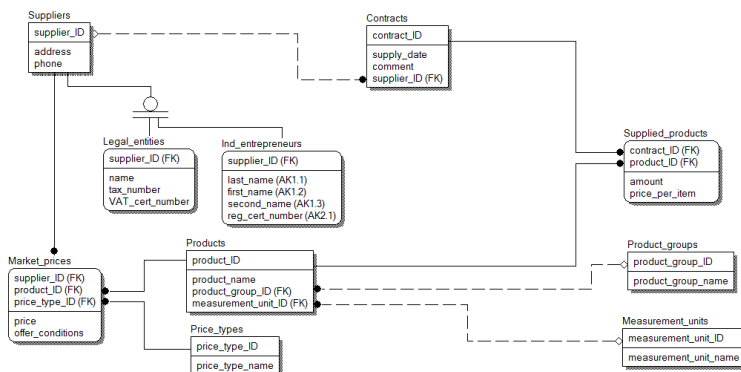 Suppliers
supplier_ID
address
phone
Contracts
contract_ID
supply_date
comment
supplier_ID (FK)
Legal_entities
supplier_ID (FK)
name
tax_number
VAT_cert_number
Ind_entrepreneurs
supplier_ID (FK)
last_name (AK1.1)
first_name (AK1.2)
second_name (AK1.3)
reg_cert_number (AK2.1)
Supplied_products
contract_ID (FK)
product_ID (FK)
amount
price_per_item
Market_prices
supplier_ID (FK)
product_ID (FK)
price_type_ID (FK)
price
offer_conditions
Products
product_ID
product_name
product_group_ID (FK)
measurement_unit_ID (FK)
Product_groups
product_group_ID
product_group_name
Price_types
price_type_ID
price_type_name
Measurement_units
measurement_unit_ID
measurement_unit_name